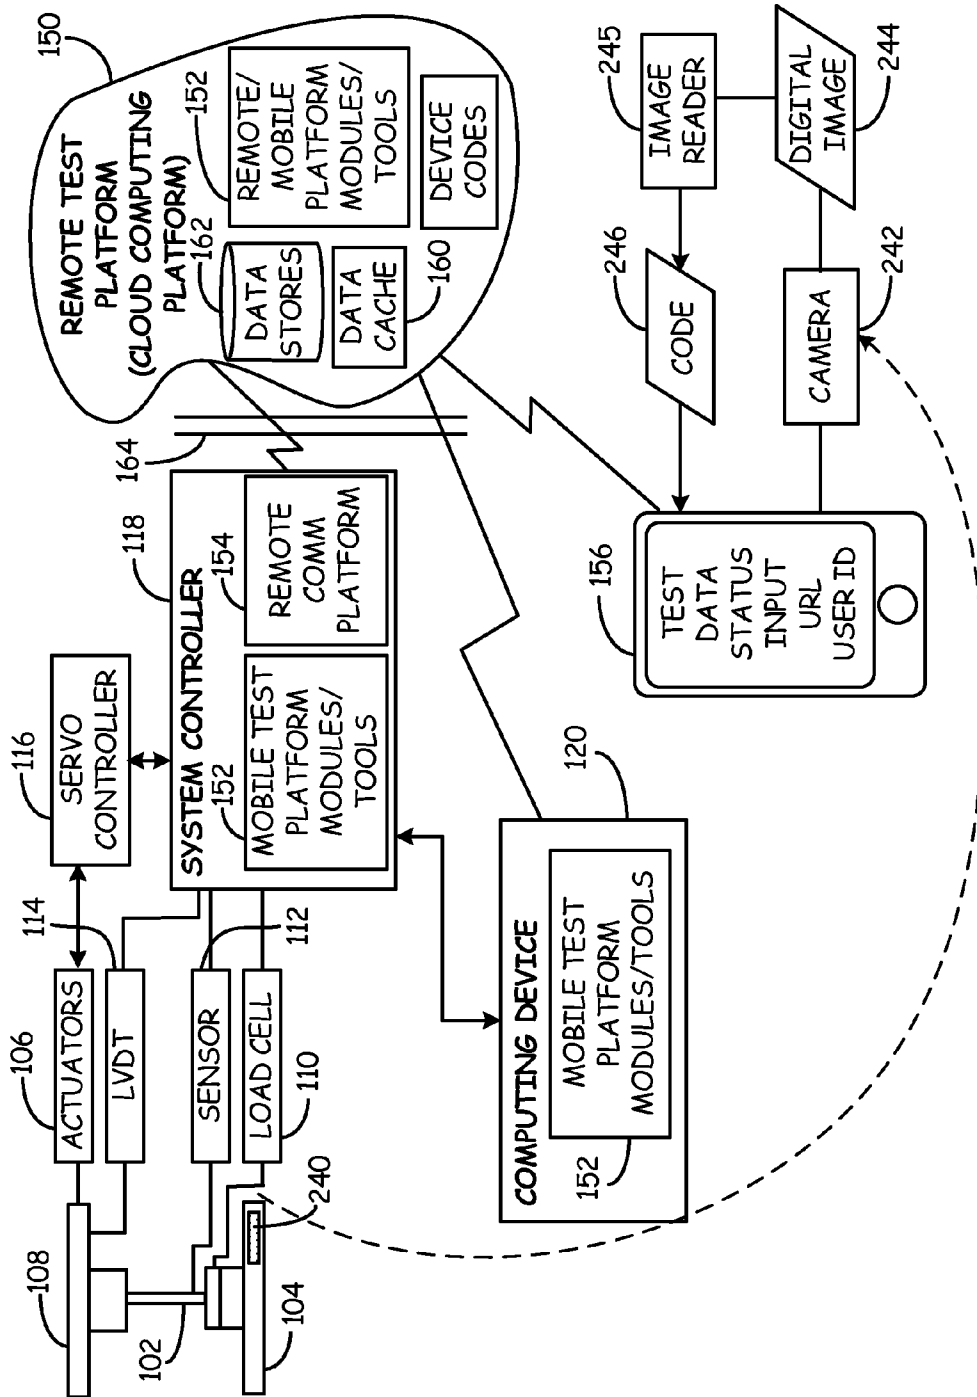 108
102
104
240
106
ACTUATORS
114
LVDT
SENSOR
112
LOAD CELL
110
116
SERVO
CONTROLLER
118
SYSTEM CONTROLLER
152
MOBILE TEST
PLATFORM
MODULES/
TOOLS
154
REMOTE
COMM
PLATFORM
164
150
REMOTE TEST
PLATFORM
(CLOUD COMPUTING
PLATFORM)
162
DATA
STORES
152
REMOTE/
MOBILE
PLATFORM
MODULES/
TOOLS
DATA
CACHE
160
DEVICE
CODES
120
COMPUTING DEVICE
MOBILE TEST
PLATFORM
MODULES/TOOLS
152
156
TEST
DATA
STATUS
INPUT
URL
USER ID
246
CODE
245
IMAGE
READER
CAMERA
242
DIGITAL
IMAGE
244